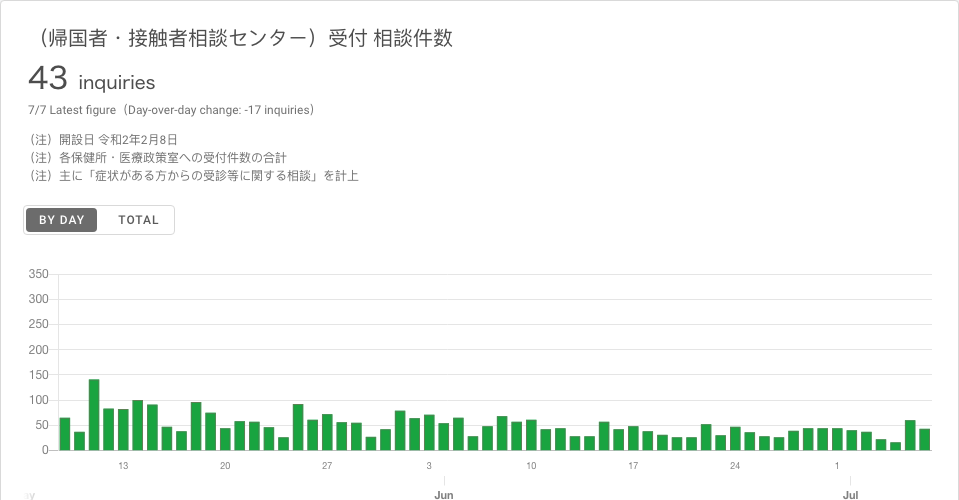 （帰国者・接触者相談センター）受付 相談件数
43 inquiries
7/7 Latest figure（Day-over-day change: -17 inquiries）
（注）開設日 令和2年2月8日
（注）各保健所・医療政策室への受付件数の合計
（注）主に「症状がある方からの受診等に関する相談」を計上
BY DAY TOTAL
350
300
250
200
150
100
50
0
13 20 27 3 10 17 24 1
Jun Jul